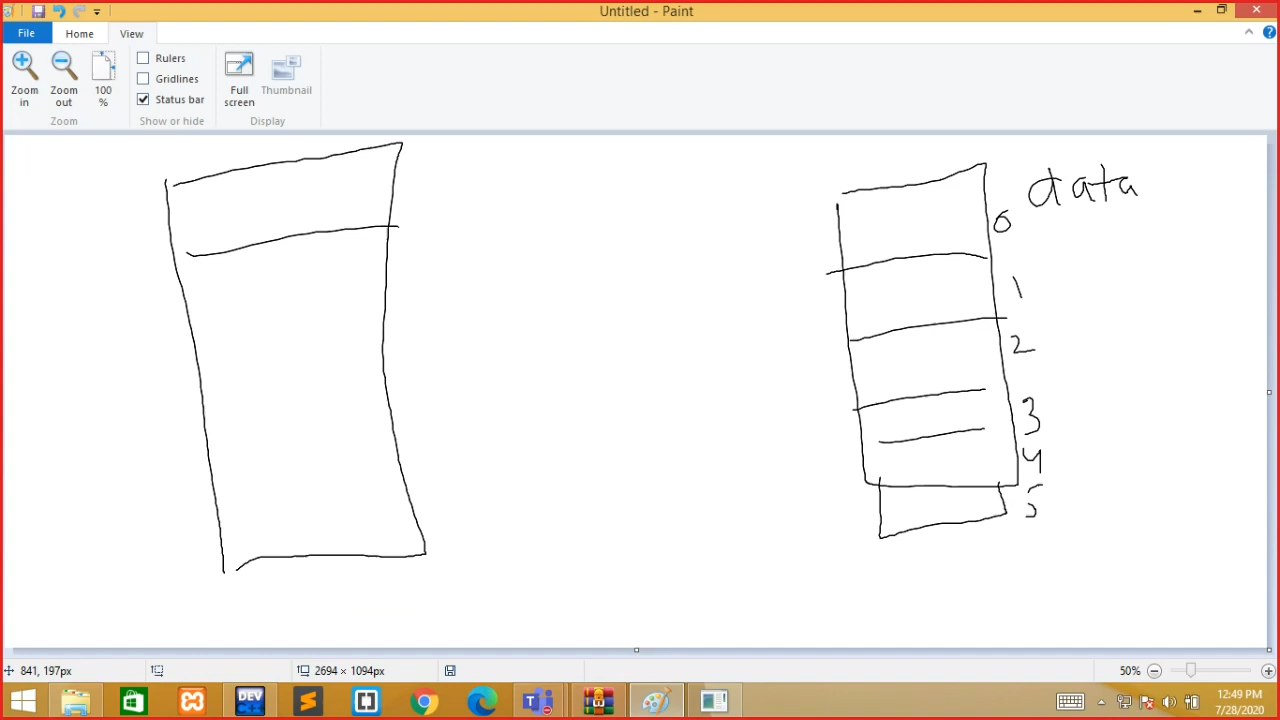 Untitled - Paint
File Home View
Zoom in
Zoom out
100 %
Rulers
Gridlines
Status bar
Full screen
Thumbnail
Zoom
Show or hide
Display
data
0
1
2
3
4
5
841, 197px
2694 × 1094px
50%
DEV
12:49 PM
7/28/2020